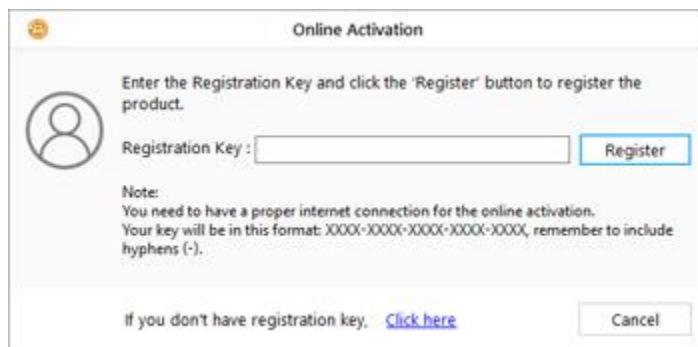 Online Activation
Enter the Registration Key and click the 'Register' button to register the
product.
Registration Key : Register
Note:
You need to have a proper internet connection for the online activation.
Your key will be in this format: XXXX-XXXX-XXXX-XXXX-XXXX, remember to include
hyphens (-).
If you don't have registration key, Click here Cancel